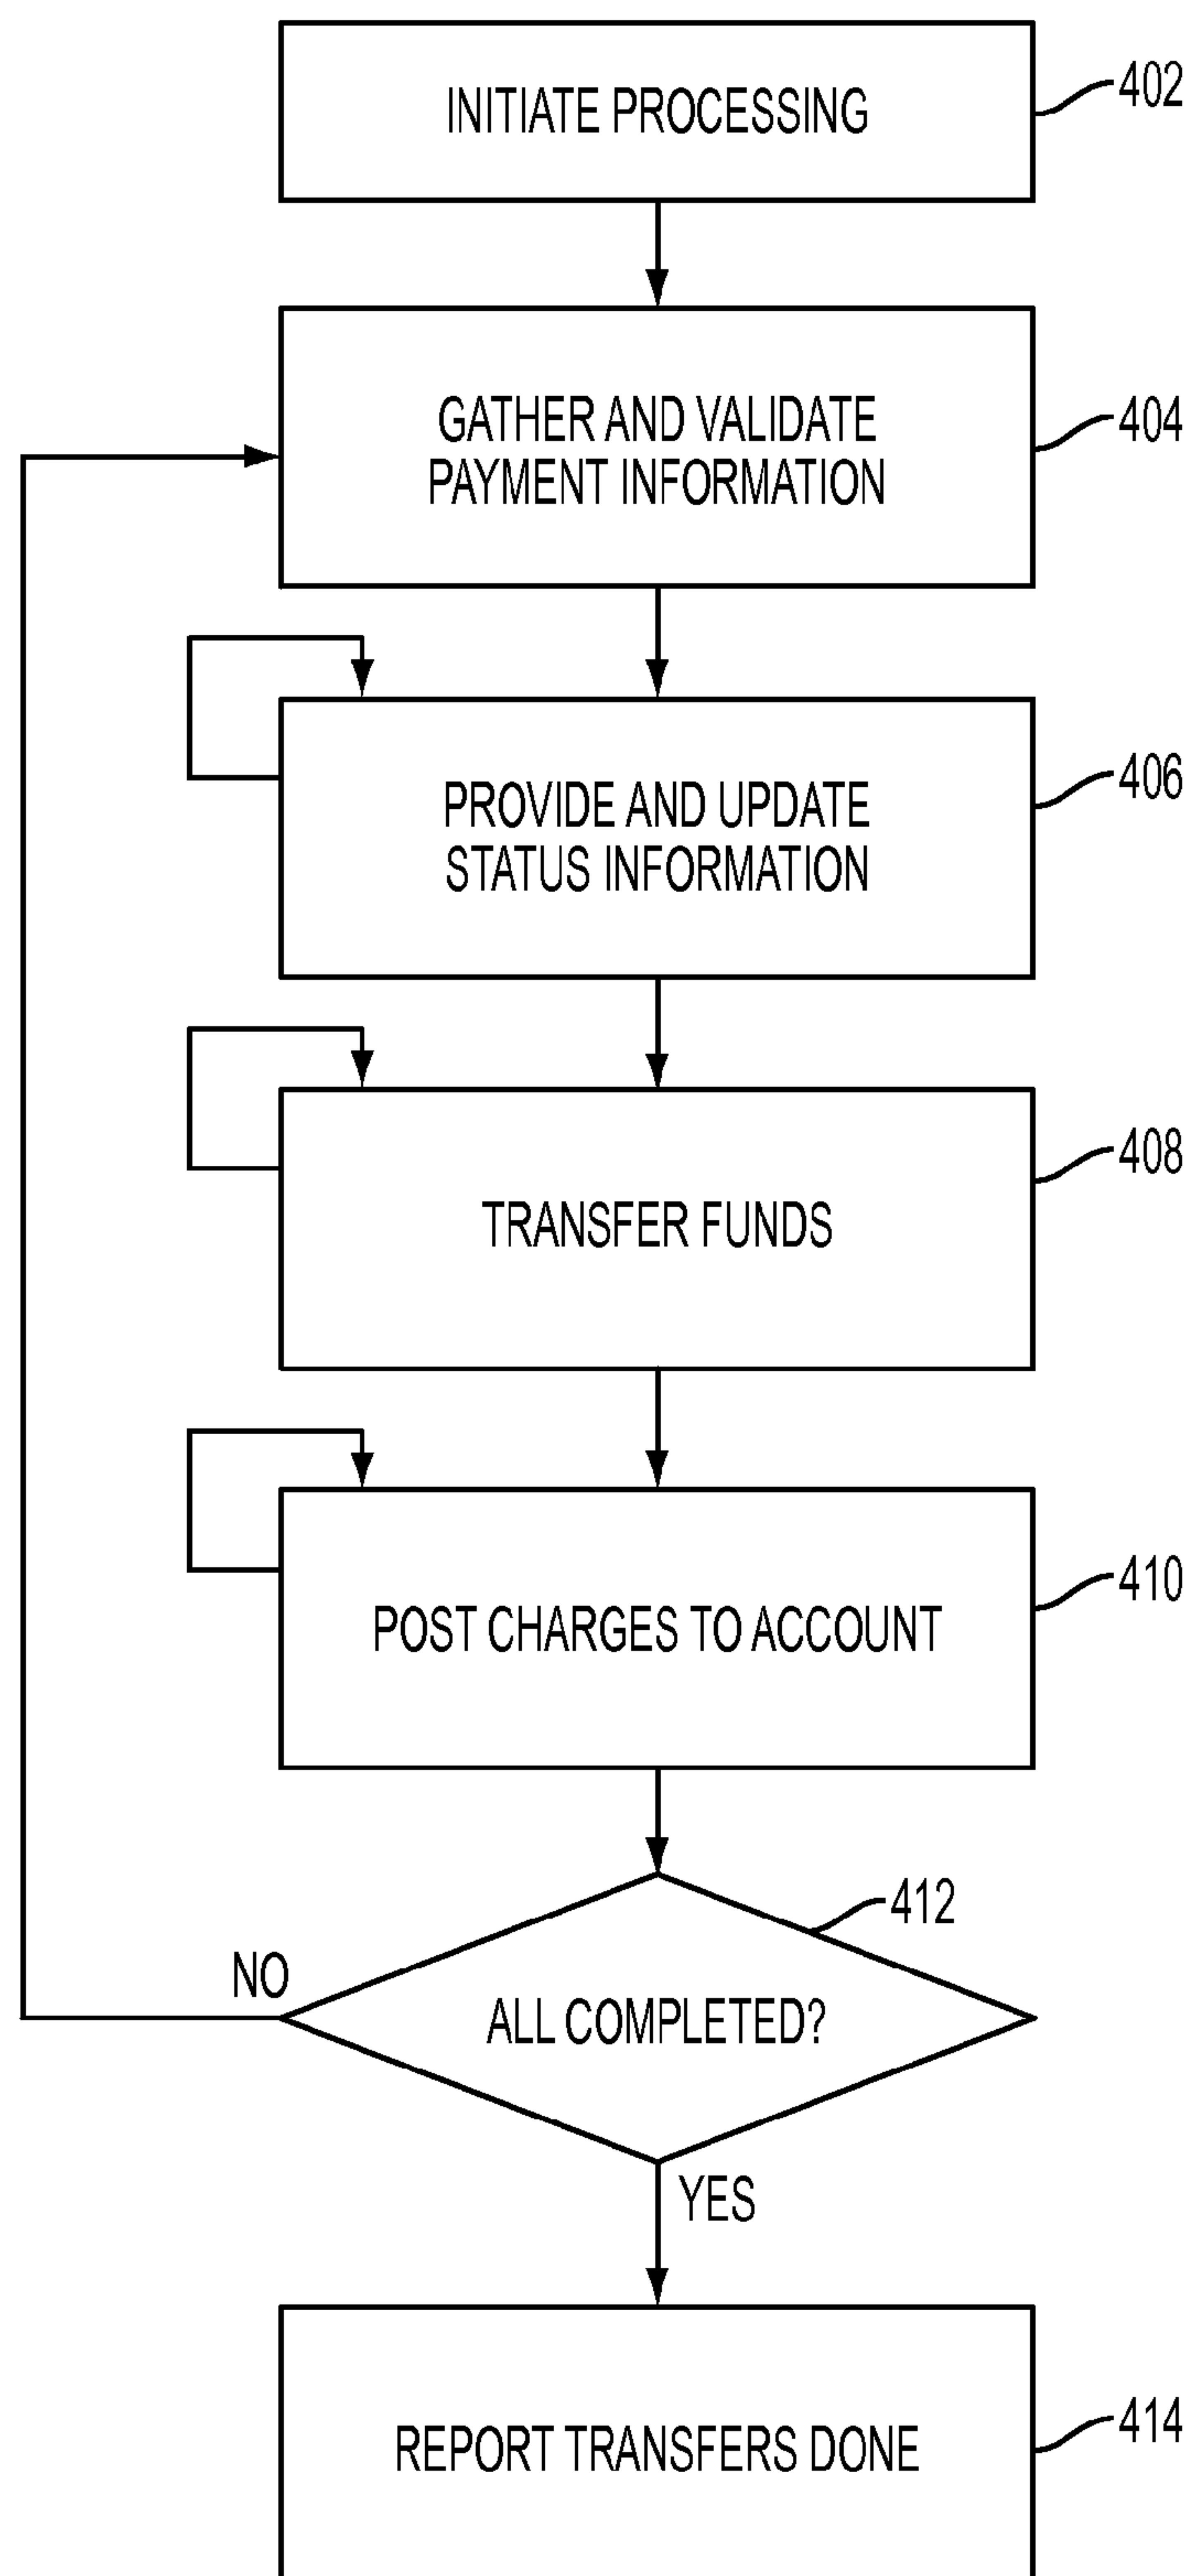 INITIATE PROCESSING
402
GATHER AND VALIDATE
PAYMENT INFORMATION
404
PROVIDE AND UPDATE
STATUS INFORMATION
406
TRANSFER FUNDS
408
POST CHARGES TO ACCOUNT
410
412
NO
ALL COMPLETED?
YES
REPORT TRANSFERS DONE
414